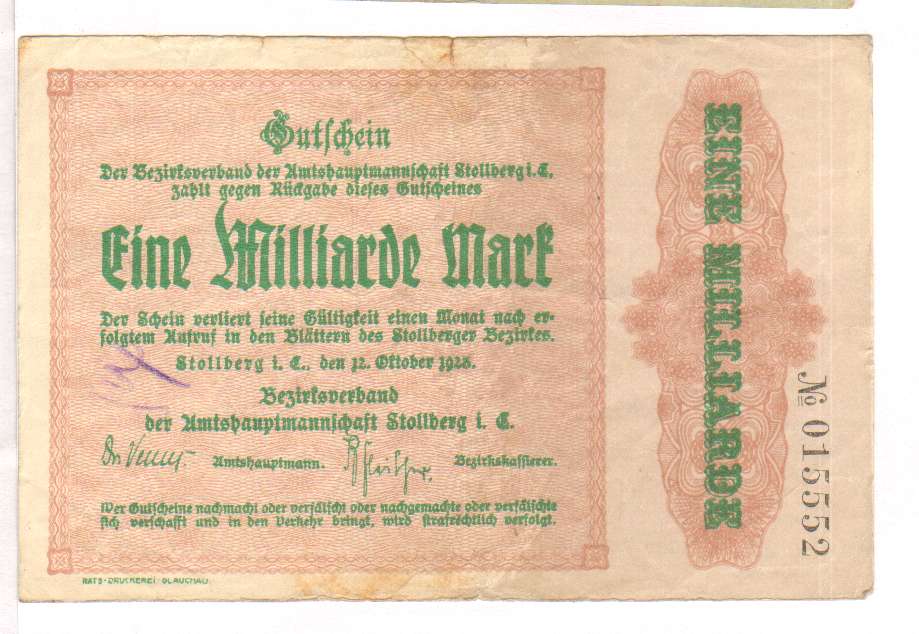 Gutschein
Der Bezirksverband der Amtshauptmannschaft Stollberg i. E.
zahlt gegen Rückgabe dieses Gutscheines
Eine Milliarde Mark
Der Schein verliert seine Gültigkeit einen Monat nach er-
folgtem Aufruf in den Blättern des Stollberger Bezirkes.
Stollberg i. E., den 12. Oktober 1923.
Bezirksverband
der Amtshauptmannschaft Stollberg i. E.
Amtshauptmann. Bezirkskassierer.
Wer Gutscheine nachmacht oder verfälscht oder nachgemachte oder verfälschte
sich verschafft und in den Verkehr bringt, wird strafrechtlich verfolgt.
RATS-DRUCKEREI GLAUCHAU.
EINE MILLIARDE
№ 015552